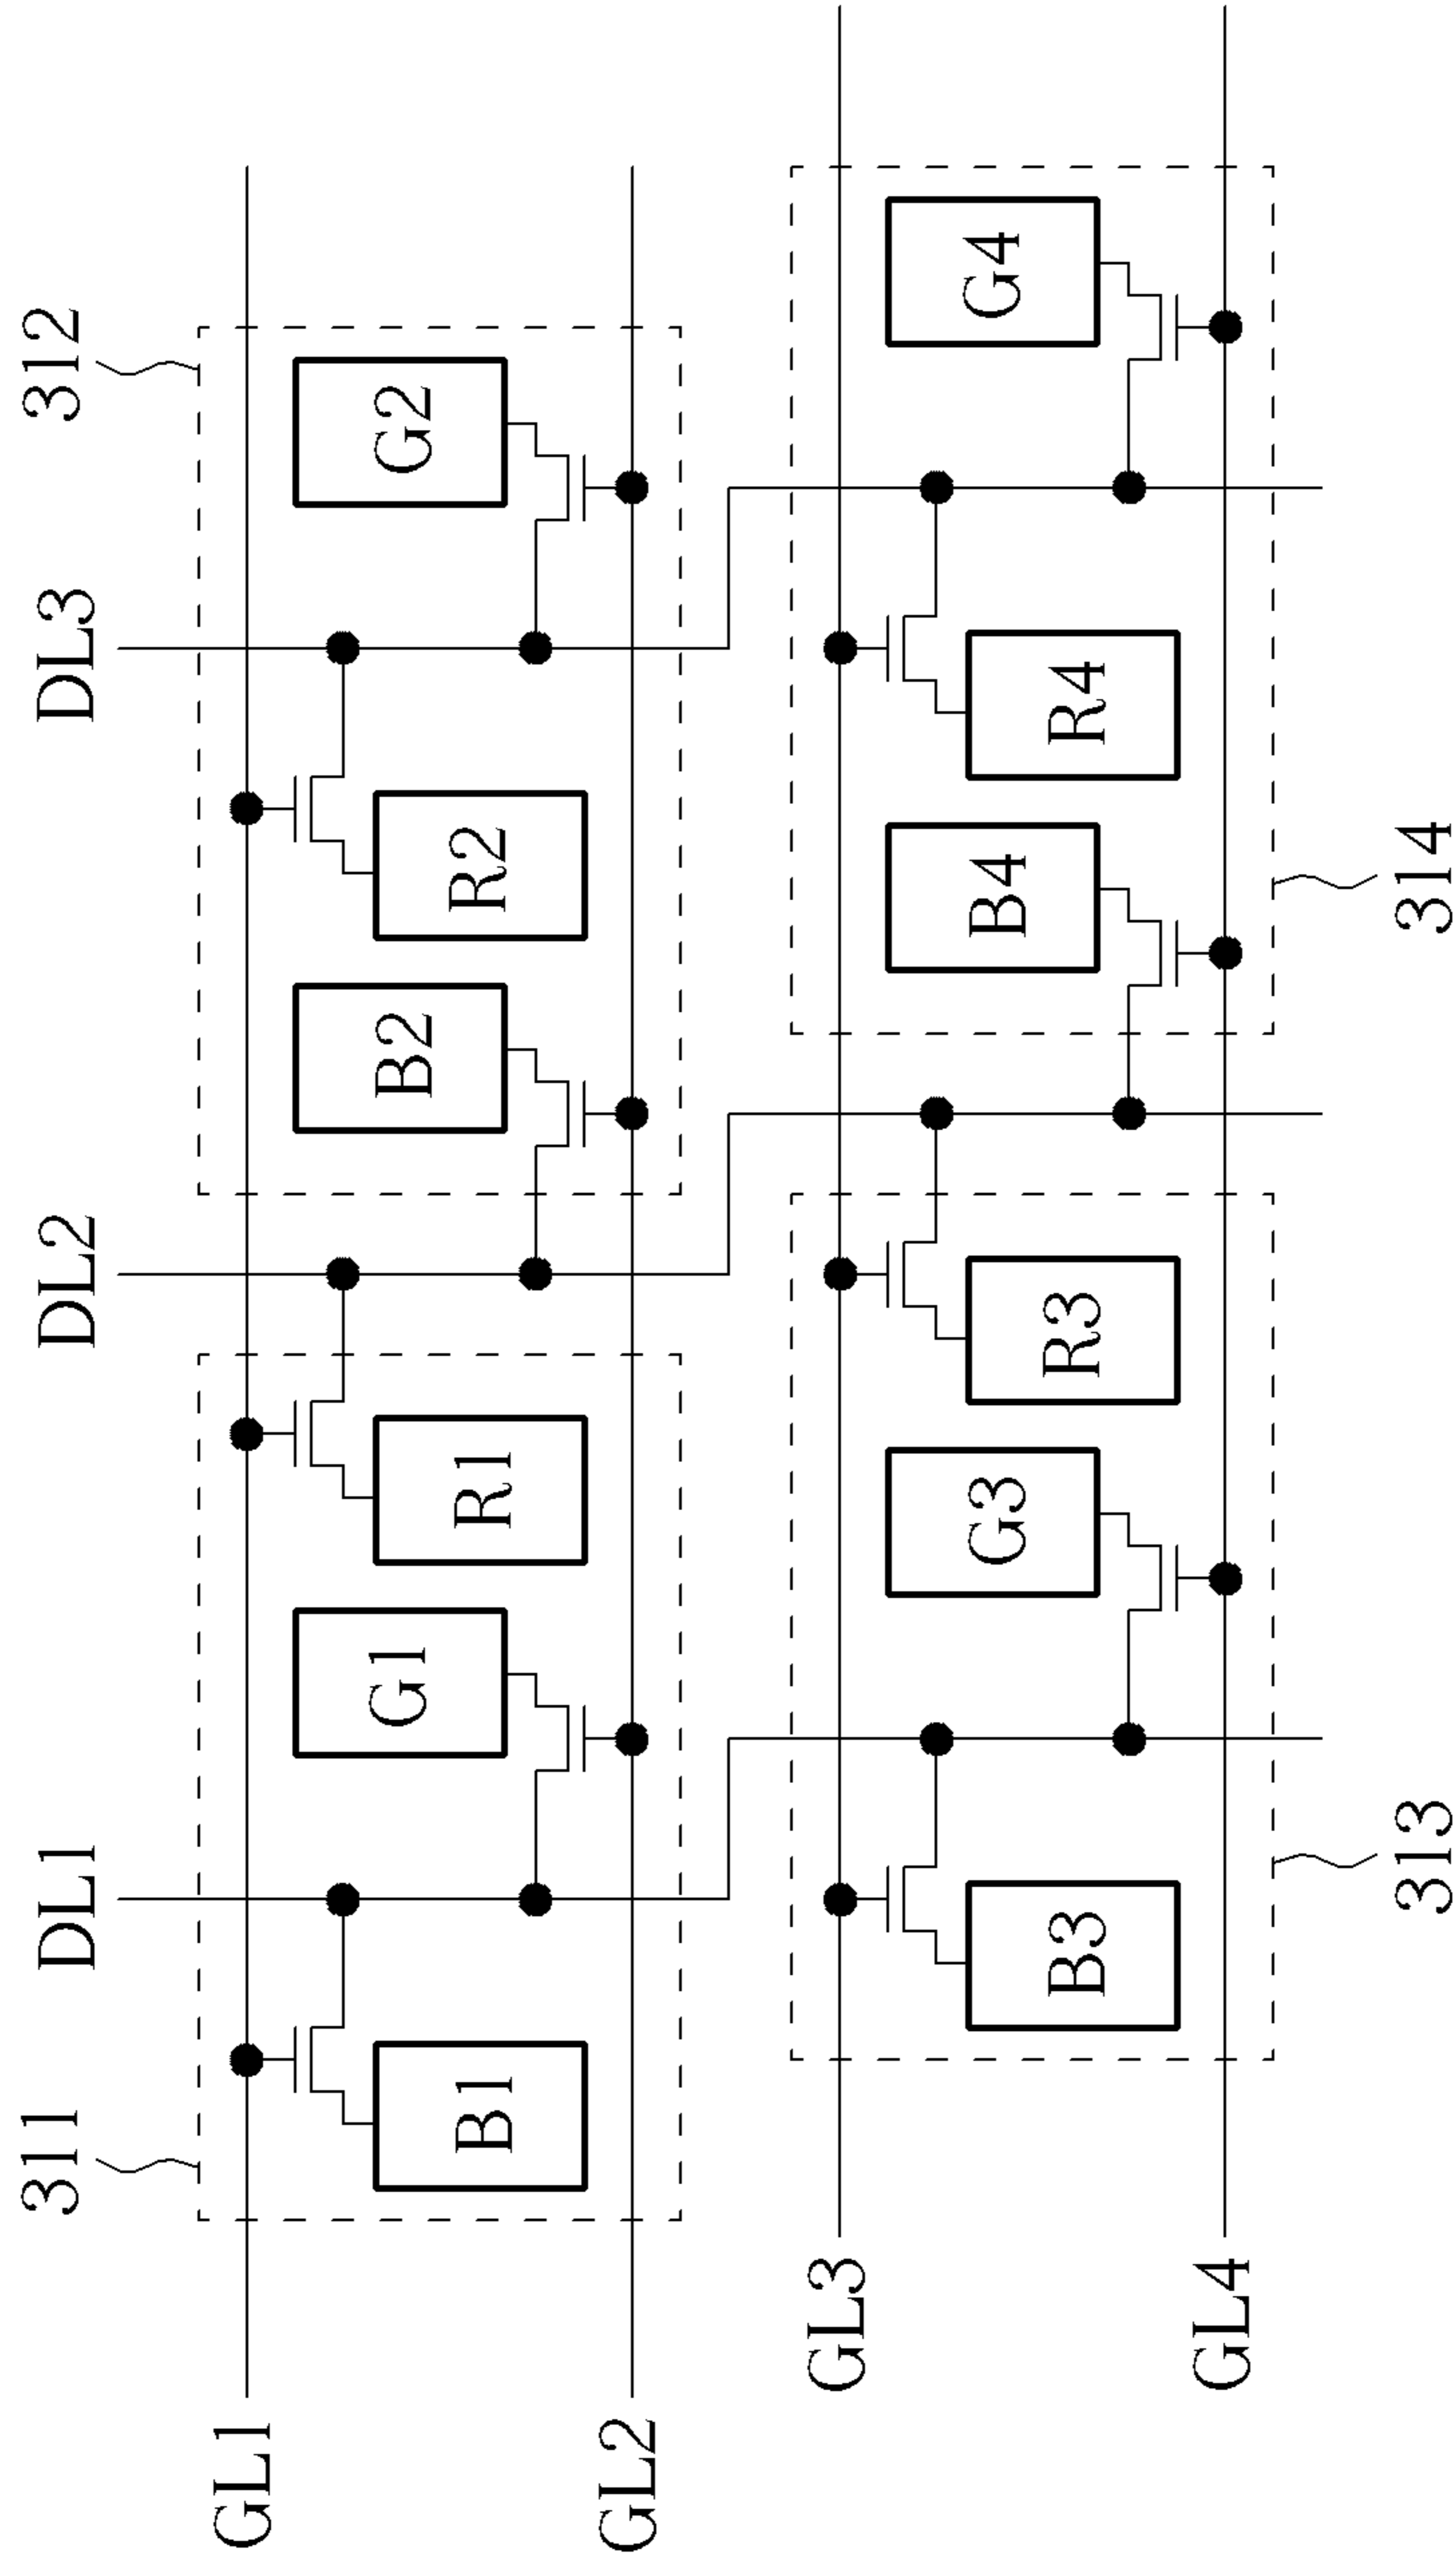 311 DL1 DL2 DL3 312
GL1
B1 G1 R1 B2 R2 G2
GL2
GL3
B3 G3 R3 B4 R4 G4
GL4
313 314